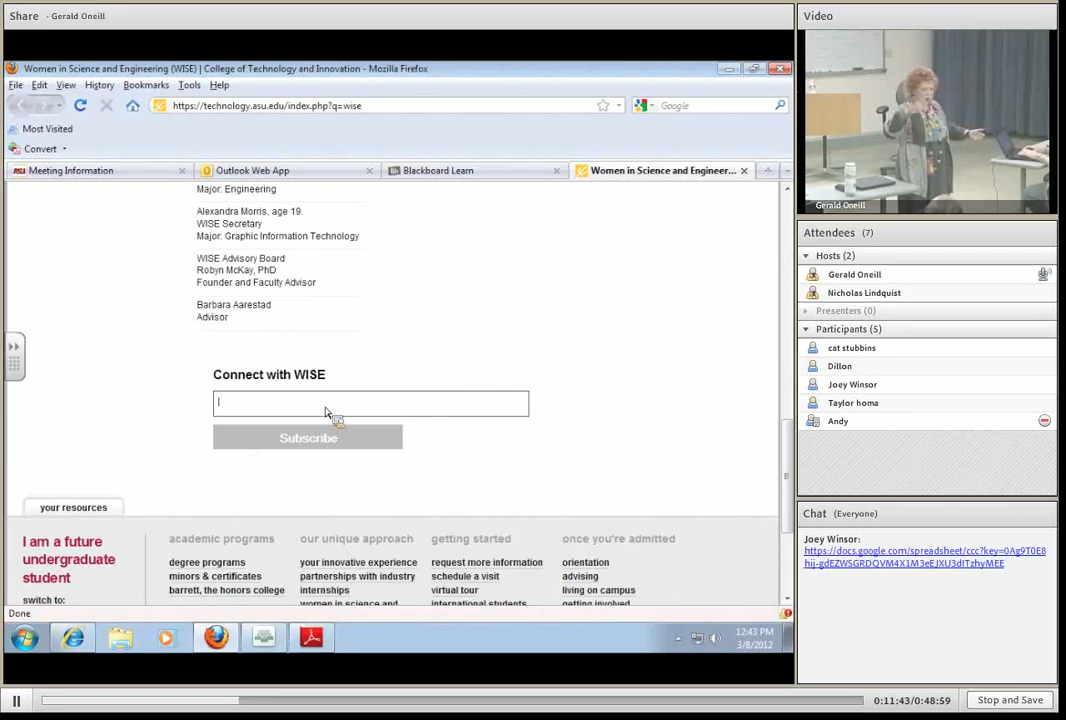 Share - Gerald Oneill
Women in Science and Engineering (WISE) | College of Technology and Innovation - Mozilla Firefox
File Edit View History Bookmarks Tools Help
https://technology.asu.edu/index.php?q=wise
Google
Most Visited
Convert
Meeting Information
Outlook Web App
Blackboard Learn
Women in Science and Engineer...
Major: Engineering
Alexandra Morris, age 19.
WISE Secretary
Major: Graphic Information Technology
WISE Advisory Board
Robyn McKay, PhD
Founder and Faculty Advisor
Barbara Aarestad
Advisor
Connect with WISE
Subscribe
your resources
I am a future
undergraduate
student
switch to:
academic programs
degree programs
minors & certificates
barrett, the honors college
our unique approach
your innovative experience
partnerships with industry
internships
women in science and
getting started
request more information
schedule a visit
virtual tour
international students
once you're admitted
orientation
advising
living on campus
getting involved
Done
12:43 PM
3/8/2012
Video
Gerald Oneill
Attendees (7)
Hosts (2)
Gerald Oneill
Nicholas Lindquist
Presenters (0)
Participants (5)
cat stubbins
Dillon
Joey Winsor
Taylor homa
Andy
Chat (Everyone)
Joey Winsor:
https://docs.google.com/spreadsheet/ccc?key=0Ag9T0E8
hij-gdEZWSGRDQVM4X1M3eEJXU3dITzhyMEE
0:11:43/0:48:59
Stop and Save